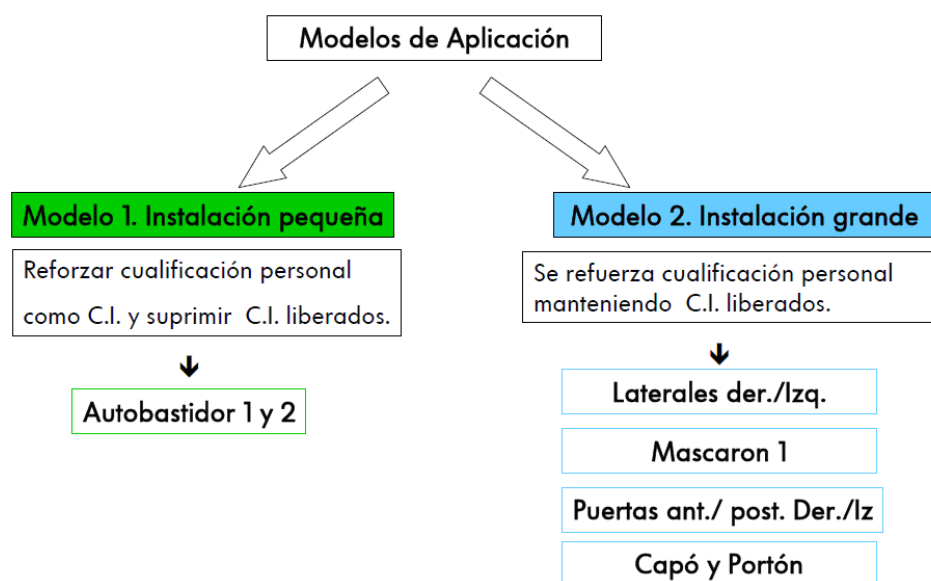 Modelos de Aplicación
Modelo 1. Instalación pequeña
Reforzar cualificación personal
como C.I. y suprimir C.I. liberados.
Autobastidor 1 y 2
Modelo 2. Instalación grande
Se refuerza cualificación personal
manteniendo C.I. liberados.
Laterales der./Izq.
Mascaron 1
Puertas ant./ post. Der./Iz
Capó y Portón